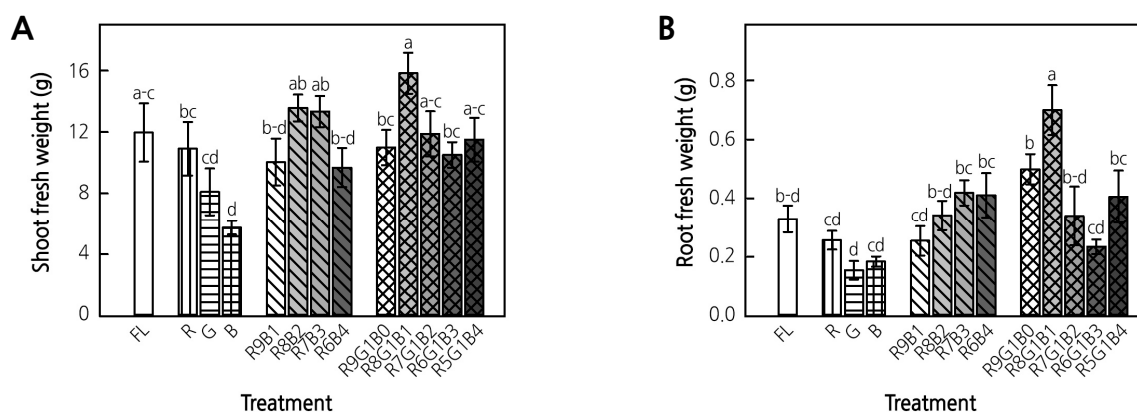 A
Shoot fresh weight (g)
16
12
8
4
0
a-c
bc
cd
d
b-d
ab
ab
b-d
bc
a
a-c
bc
a-c
FL
R
G
B
R9B1
R8B2
R7B3
R6B4
R9G1B0
R8G1B1
R7G1B2
R6G1B3
R5G1B4
Treatment
B
Root fresh weight (g)
0.8
0.6
0.4
0.2
0.0
b-d
cd
d
cd
cd
b-d
bc
bc
b
a
b-d
cd
bc
FL
R
G
B
R9B1
R8B2
R7B3
R6B4
R9G1B0
R8G1B1
R7G1B2
R6G1B3
R5G1B4
Treatment